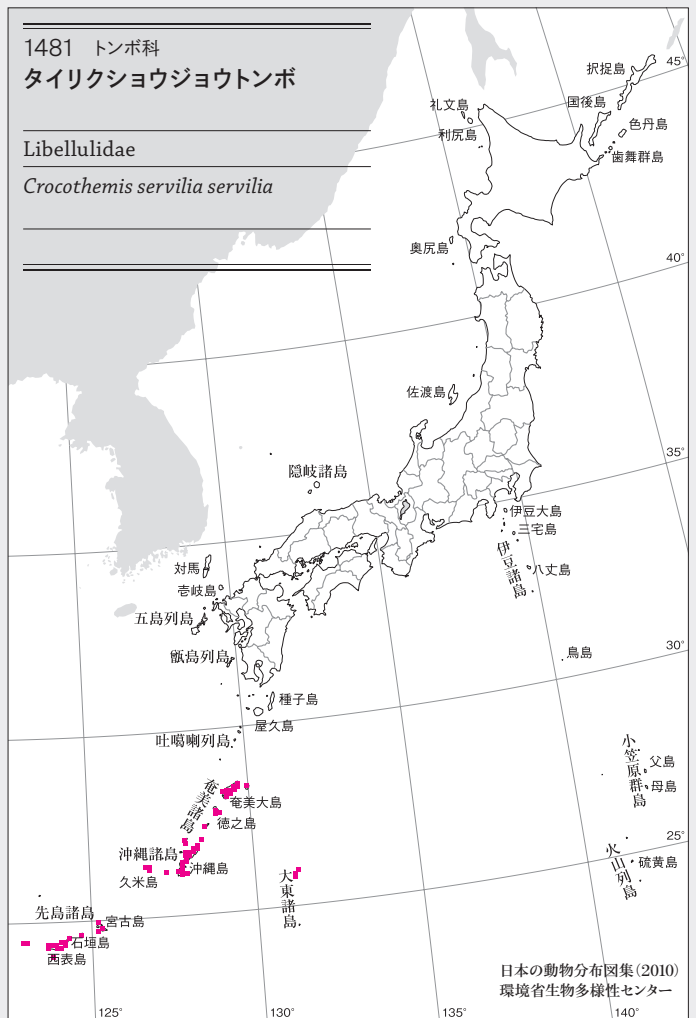 1481 トンボ科
タイリクショウジョウトンボ
Libellulidae
Crocothemis servilia servilia
択捉島
45°
国後島
礼文島
色丹島
利尻島
歯舞群島
奥尻島
40°
佐渡島
35°
隠岐諸島
伊豆大島
三宅島
伊豆諸島
八丈島
対馬
壱岐島
五島列島
甑島列島
鳥島
30°
種子島
屋久島
吐噶喇列島
小笠原群島
父島
母島
奄美諸島
奄美大島
徳之島
25°
沖縄諸島
沖縄島
久米島
大東諸島
火山列島
硫黄島
先島諸島
宮古島
石垣島
西表島
日本の動物分布図集(2010)
環境省生物多様性センター
125°
130°
135°
140°